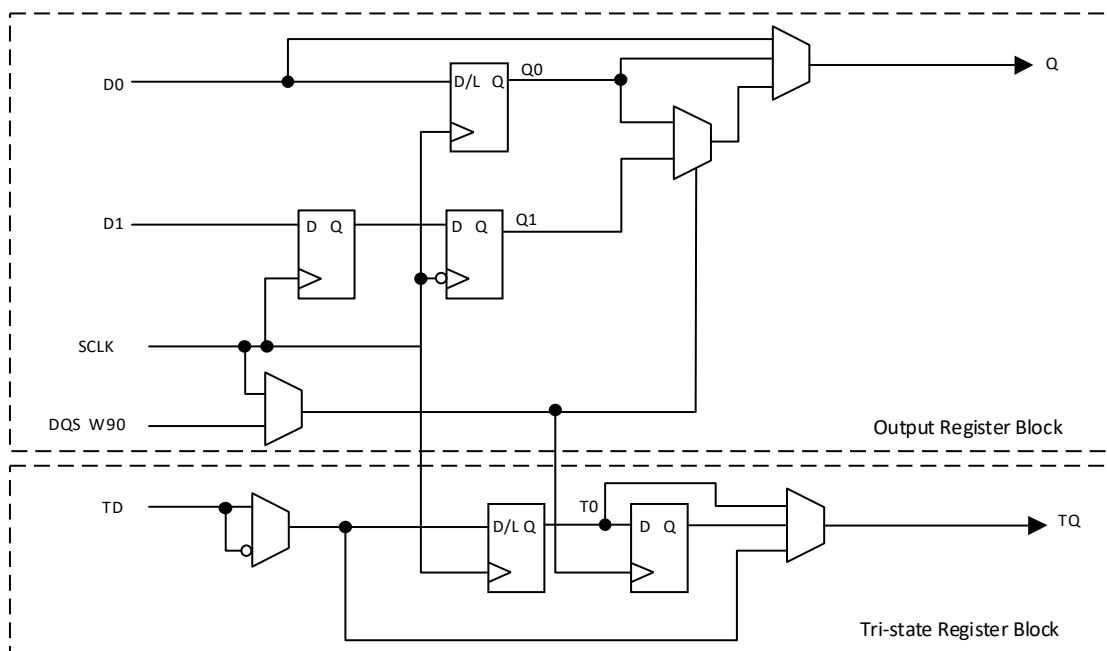 D0
D/L Q
Q0
Q
D1
D Q
D Q
Q1
SCLK
DQS W90
Output Register Block
TD
D/L Q
T0
D Q
TQ
Tri-state Register Block